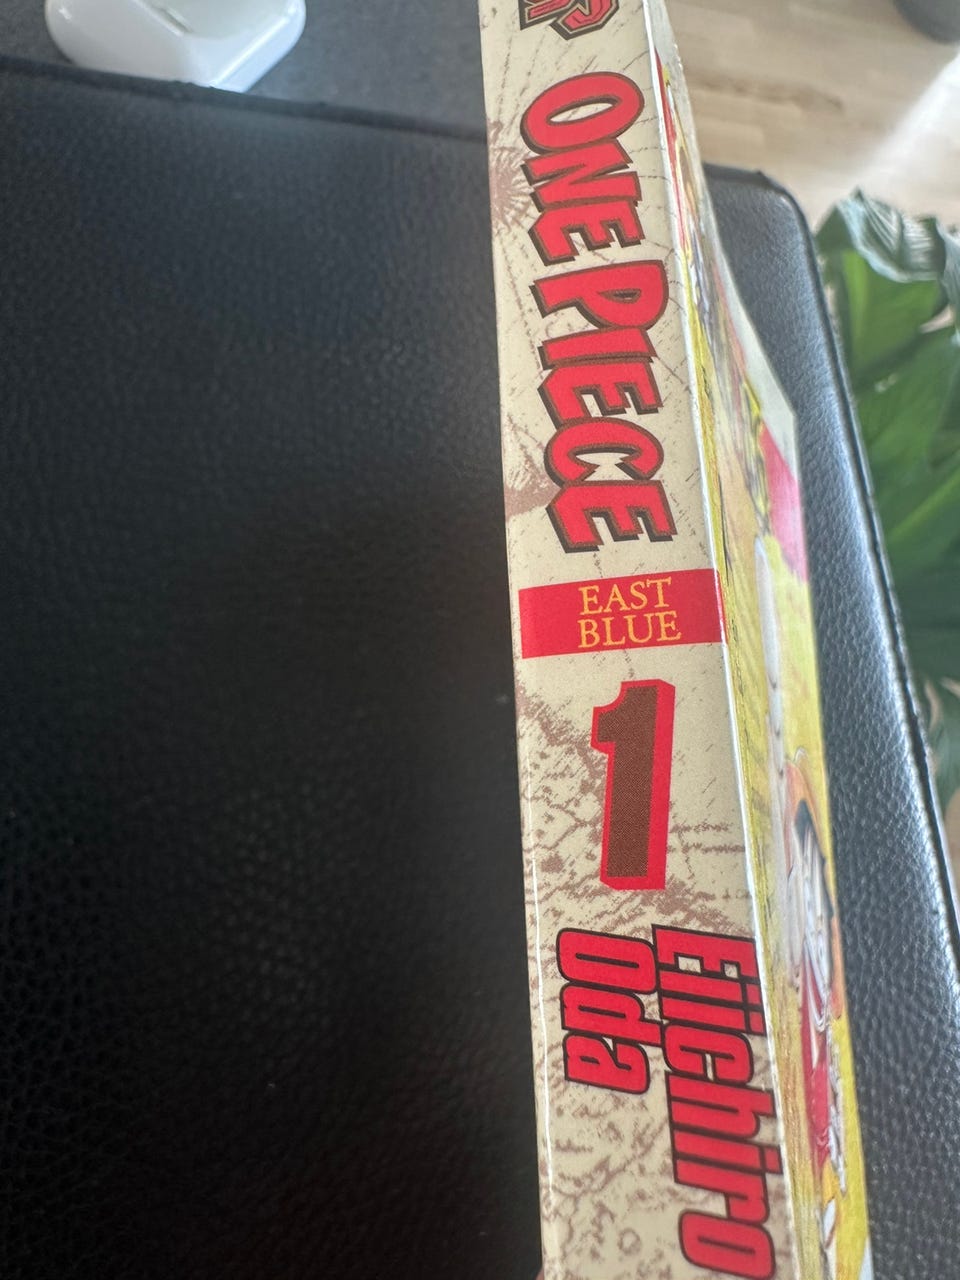 ONE PIECE
EAST
BLUE
1
Eiichiro
Oda